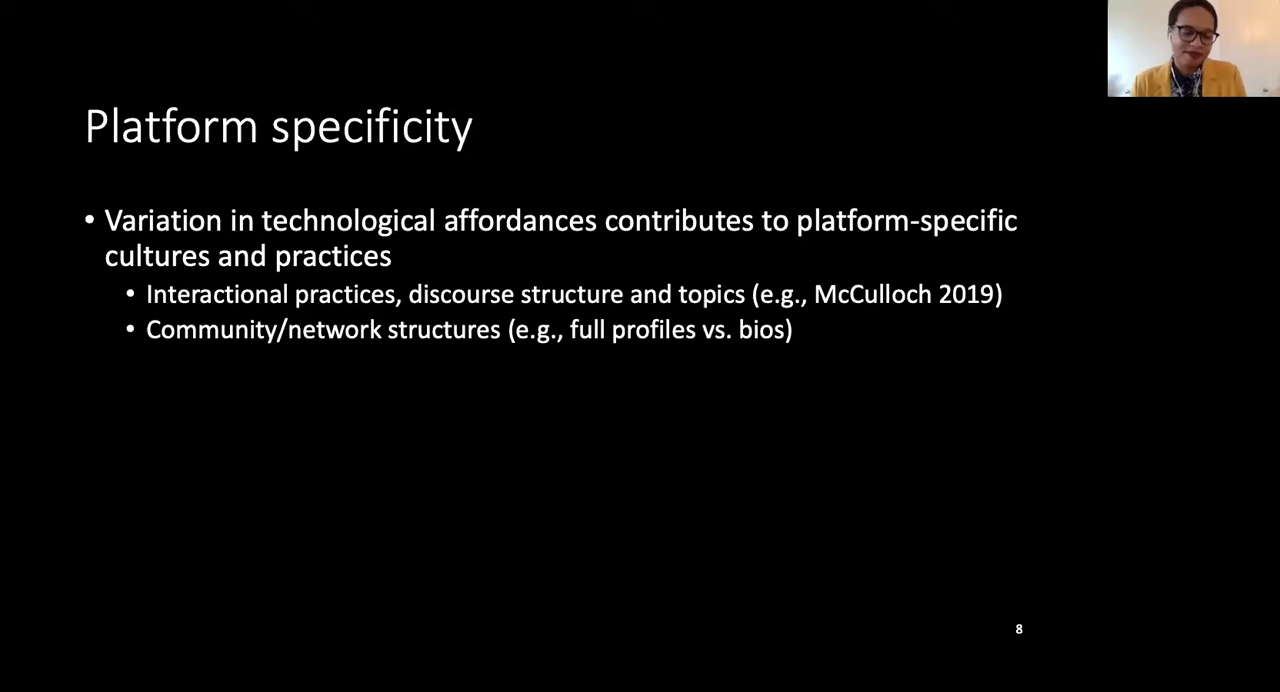 Platform specificity
• Variation in technological affordances contributes to platform-specific
cultures and practices
• Interactional practices, discourse structure and topics (e.g., McCulloch 2019)
• Community/network structures (e.g., full profiles vs. bios)
8